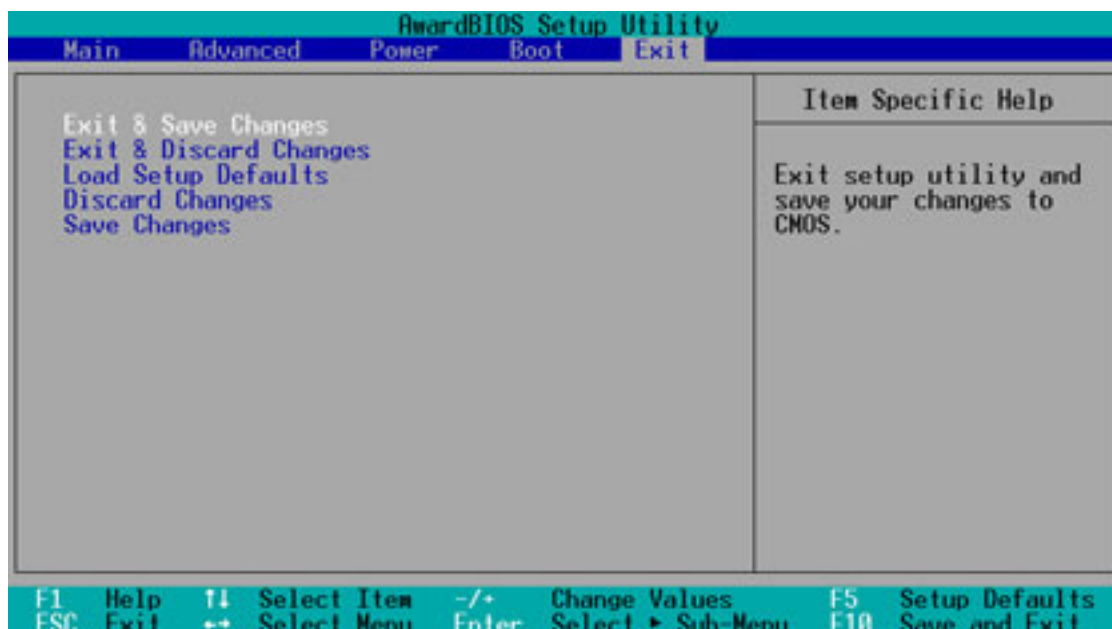 AwardBIOS Setup Utility
Main Advanced Power Boot Exit
Item Specific Help
Exit & Save Changes
Exit & Discard Changes
Load Setup Defaults
Discard Changes
Save Changes
Exit setup utility and
save your changes to
CMOS.
F1 Help ↑↓ Select Item -/+ Change Values F5 Setup Defaults
ESC Exit ←→ Select Menu Enter Select ► Sub-Menu F10 Save and Exit